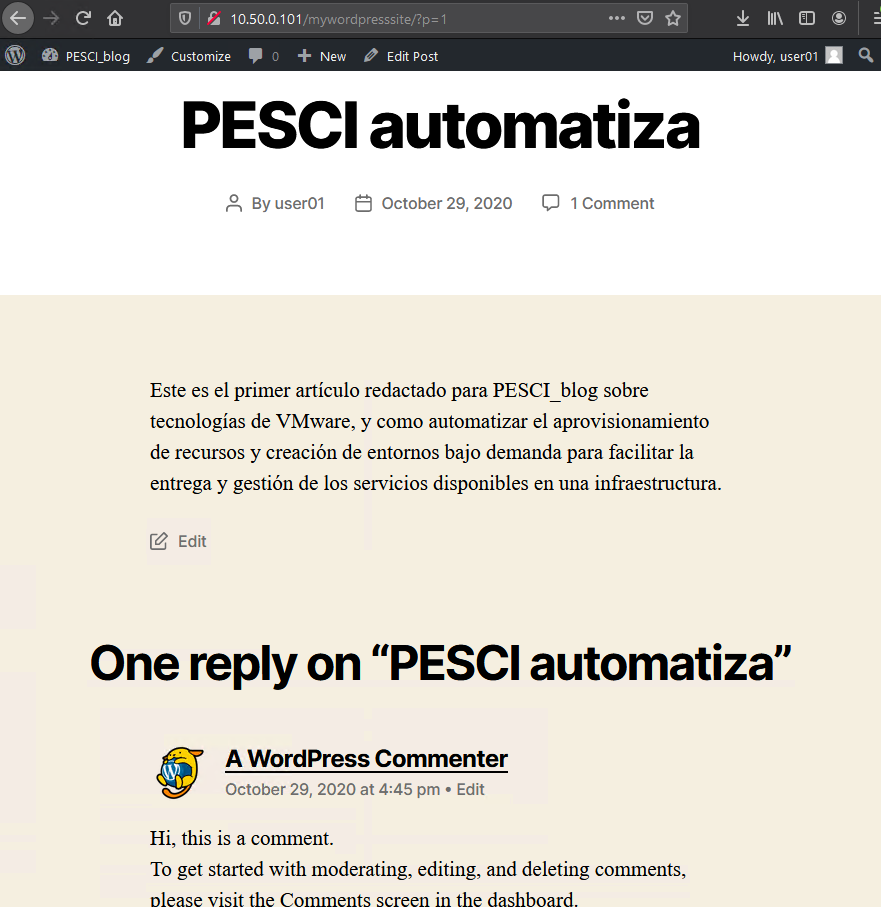 10.50.0.101/mywordpresssite/?p=1
PESCI_blog Customize 0 New Edit Post Howdy, user01
PESCI automatiza
By user01 October 29, 2020 1 Comment
Este es el primer artículo redactado para PESCI_blog sobre
tecnologías de VMware, y como automatizar el aprovisionamiento
de recursos y creación de entornos bajo demanda para facilitar la
entrega y gestión de los servicios disponibles en una infraestructura.
Edit
One reply on “PESCI automatiza”
A WordPress Commenter
October 29, 2020 at 4:45 pm • Edit
Hi, this is a comment.
To get started with moderating, editing, and deleting comments,
please visit the Comments screen in the dashboard.